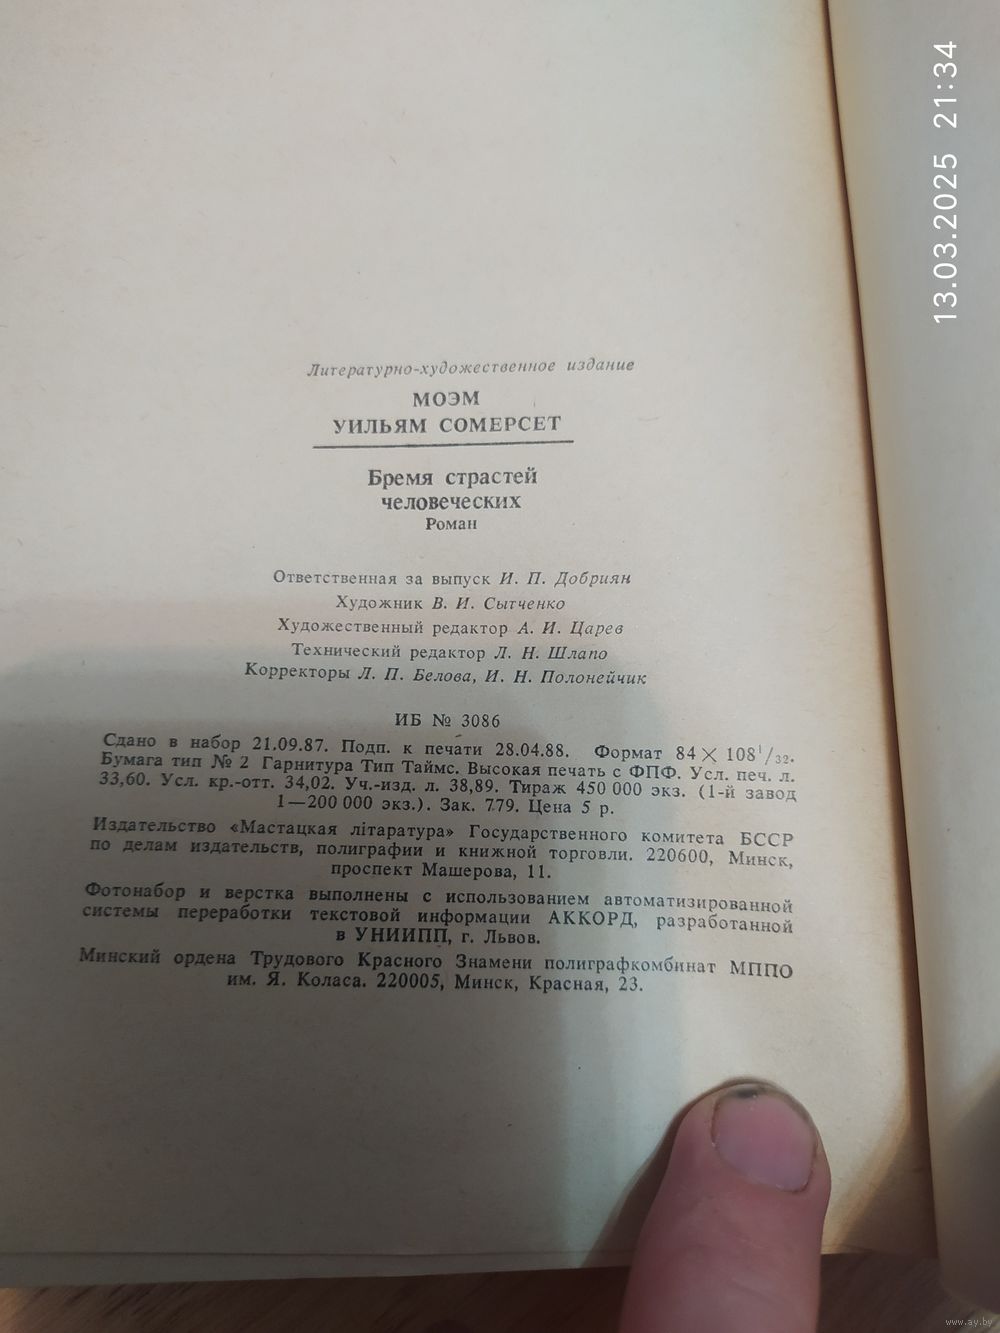 Литературно-художественное издание
МОЭМ
УИЛЬЯМ СОМЕРСЕТ
Бремя страстей
человеческих
Роман
Ответственная за выпуск И. П. Добриян
Художник В. И. Сытченко
Художественный редактор А. И. Царев
Технический редактор Л. Н. Шлапо
Корректоры Л. П. Белова, И. Н. Полонейчик
ИБ № 3086
Сдано в набор 21.09.87. Подп. к печати 28.04.88. Формат 84×108¹/₃₂.
Бумага тип № 2 Гарнитура Тип Таймс. Высокая печать с ФПФ. Усл. печ. л.
33,60. Усл. кр.-отт. 34,02. Уч.-изд. л. 38,89. Тираж 450 000 экз. (1-й завод
1—200 000 экз.). Зак. 779. Цена 5 р.
Издательство «Мастацкая літаратура» Государственного комитета БССР
по делам издательств, полиграфии и книжной торговли. 220600, Минск,
проспект Машерова, 11.
Фотонабор и верстка выполнены с использованием автоматизированной
системы переработки текстовой информации АККОРД, разработанной
в УНИИПП, г. Львов.
Минский ордена Трудового Красного Знамени полиграфкомбинат МППО
им. Я. Коласа. 220005, Минск, Красная, 23.
13.03.2025 21:34
www.ay.by